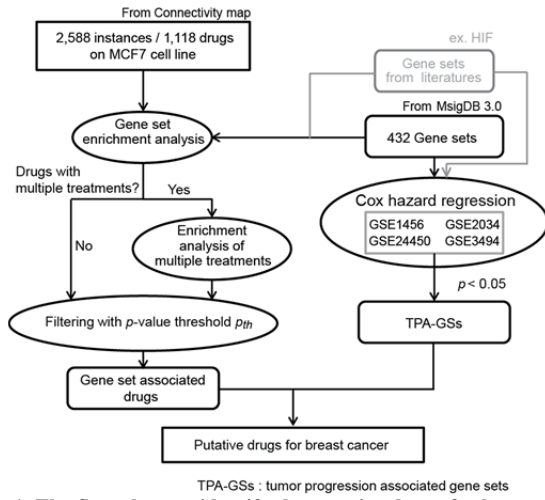 From Connectivity map
2,588 instances / 1,118 drugs
on MCF7 cell line
ex. HIF
Gene sets
from literatures
From MsigDB 3.0
432 Gene sets
Gene set
enrichment analysis
Drugs with
multiple treatments?
Yes
No
Enrichment
analysis of
multiple treatments
Cox hazard regression
GSE1456 GSE2034
GSE24450 GSE3494
p < 0.05
TPA-GSs
Filtering with p-value threshold pth
Gene set associated
drugs
Putative drugs for breast cancer
TPA-GSs : tumor progression associated gene sets